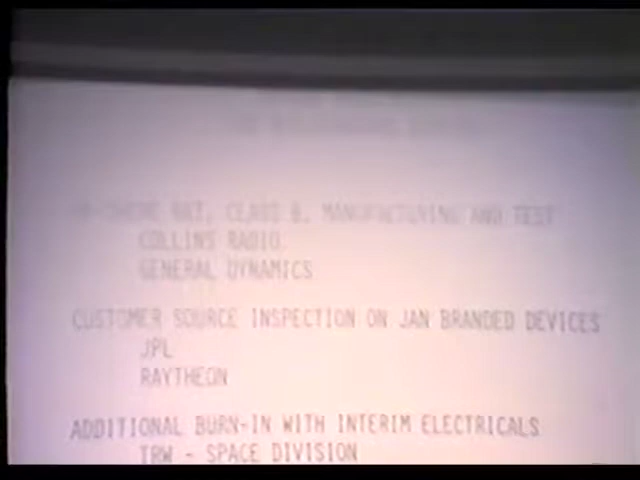 CLASS B, MANUFACTURING AND TEST
COLLINS RADIO
GENERAL DYNAMICS
CUSTOMER SOURCE INSPECTION ON JAN BRANDED DEVICES
JPL
RAYTHEON
ADDITIONAL BURN-IN WITH INTERIM ELECTRICALS
TRW - SPACE DIVISION